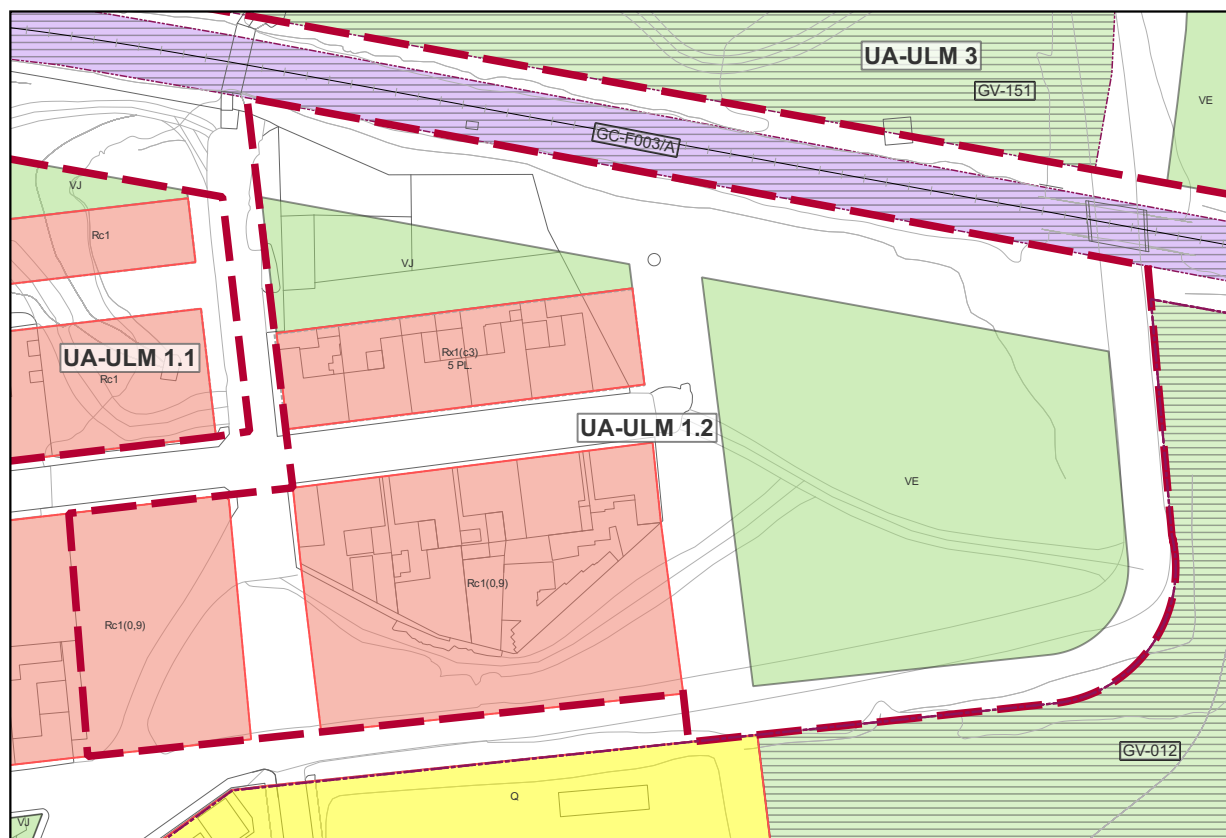 UA-ULM 3
GV-151
VE
GC-F003/A
VJ
Rc1
VJ
UA-ULM 1.1
Rc1
Rx1(c3)
5 PL.
UA-ULM 1.2
VE
Rc1(0,9)
Rc1(0,9)
GV-012
Q
VJ